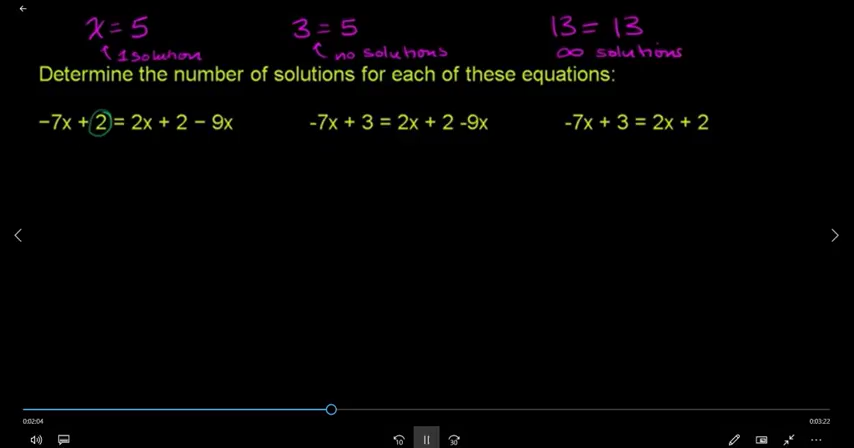 x = 5 3 = 5 13 = 13
1 solution no solutions ∞ solutions
Determine the number of solutions for each of these equations:
−7x + 2 = 2x + 2 − 9x -7x + 3 = 2x + 2 -9x -7x + 3 = 2x + 2
0:02:04 0:03:22
10 30